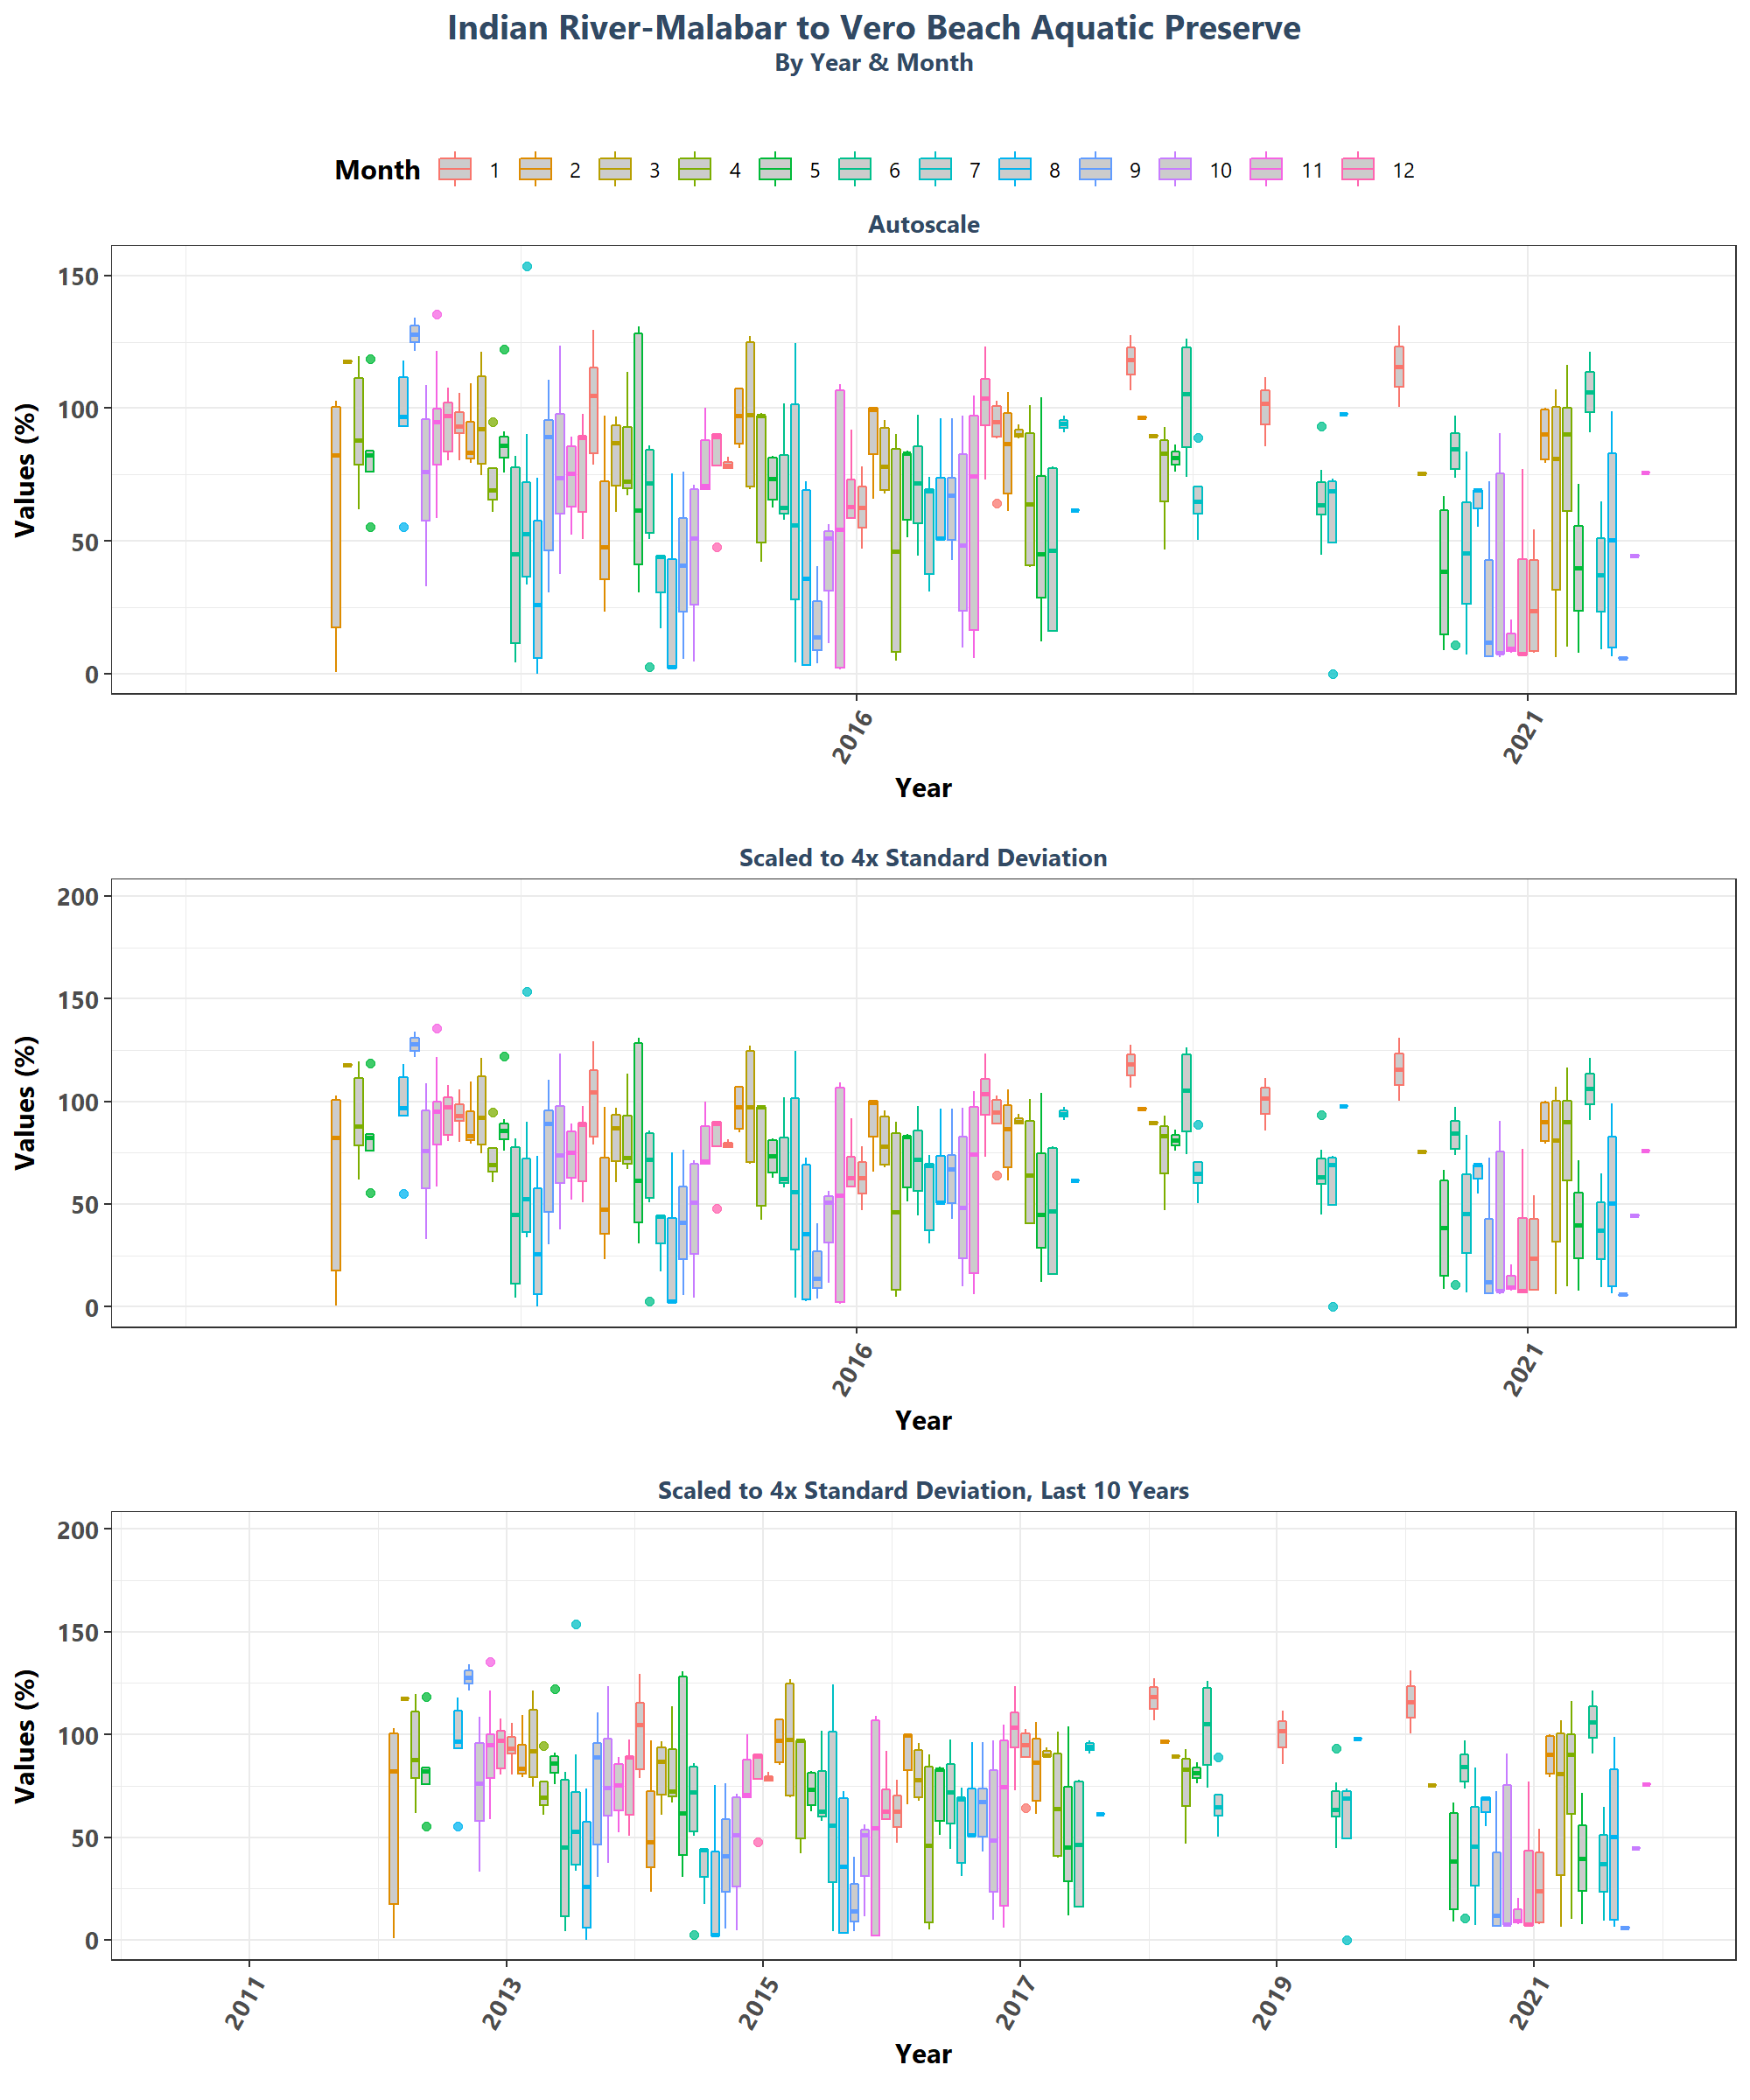 Indian River-Malabar to Vero Beach Aquatic Preserve
By Year & Month
Month 1 2 3 4 5 6 7 8 9 10 11 12
Autoscale
Values (%)
150
100
50
0
2016 2021
Year
Scaled to 4x Standard Deviation
Values (%)
200
150
100
50
0
2016 2021
Year
Scaled to 4x Standard Deviation, Last 10 Years
Values (%)
200
150
100
50
0
2011 2013 2015 2017 2019 2021
Year